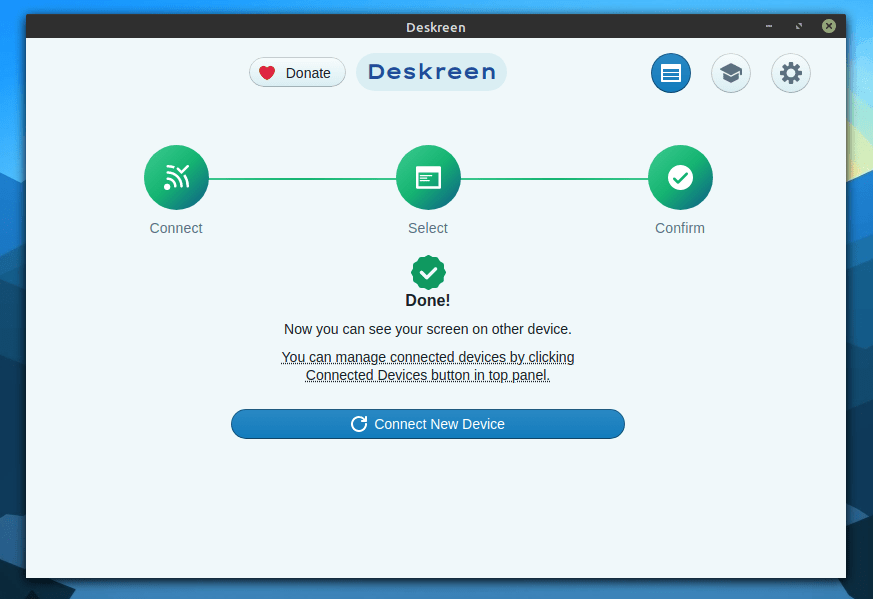 Deskreen
Donate
Deskreen
Connect
Select
Confirm
Done!
Now you can see your screen on other device.
You can manage connected devices by clicking
Connected Devices button in top panel.
Connect New Device